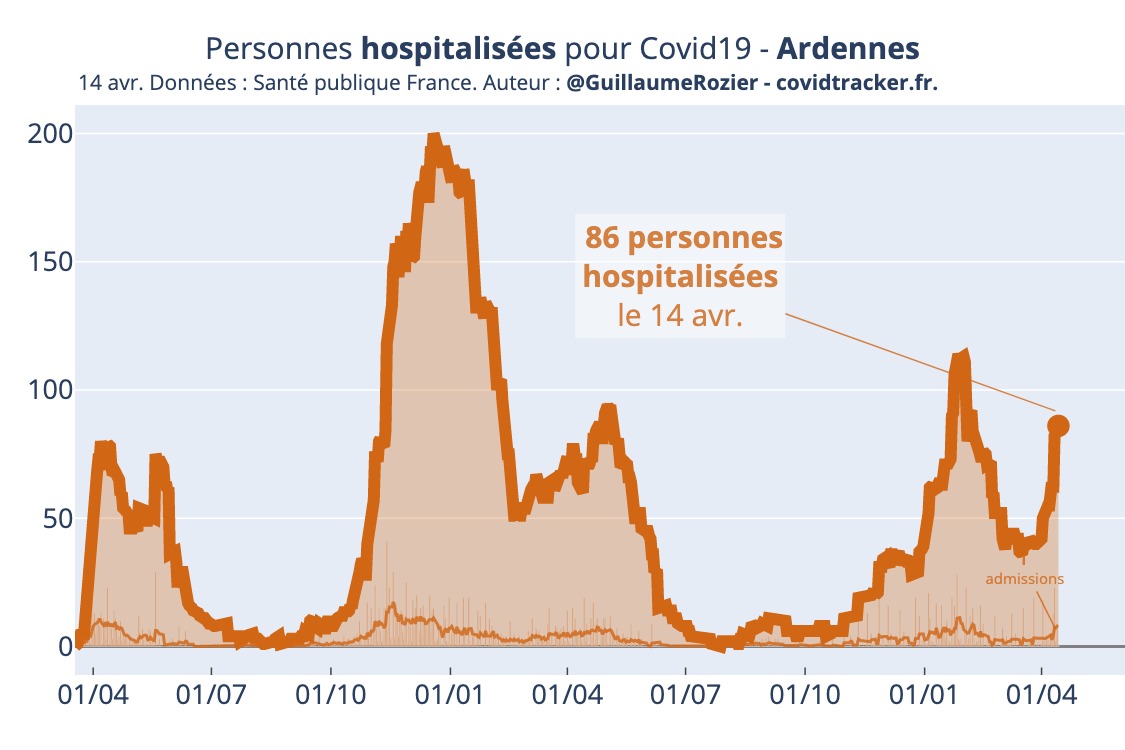 Personnes hospitalisées pour Covid19 - Ardennes
14 avr. Données : Santé publique France. Auteur : @GuillaumeRozier - covidtracker.fr.
200
150
100
50
0
86 personnes
hospitalisées
le 14 avr.
admissions
01/04 01/07 01/10 01/01 01/04 01/07 01/10 01/01 01/04